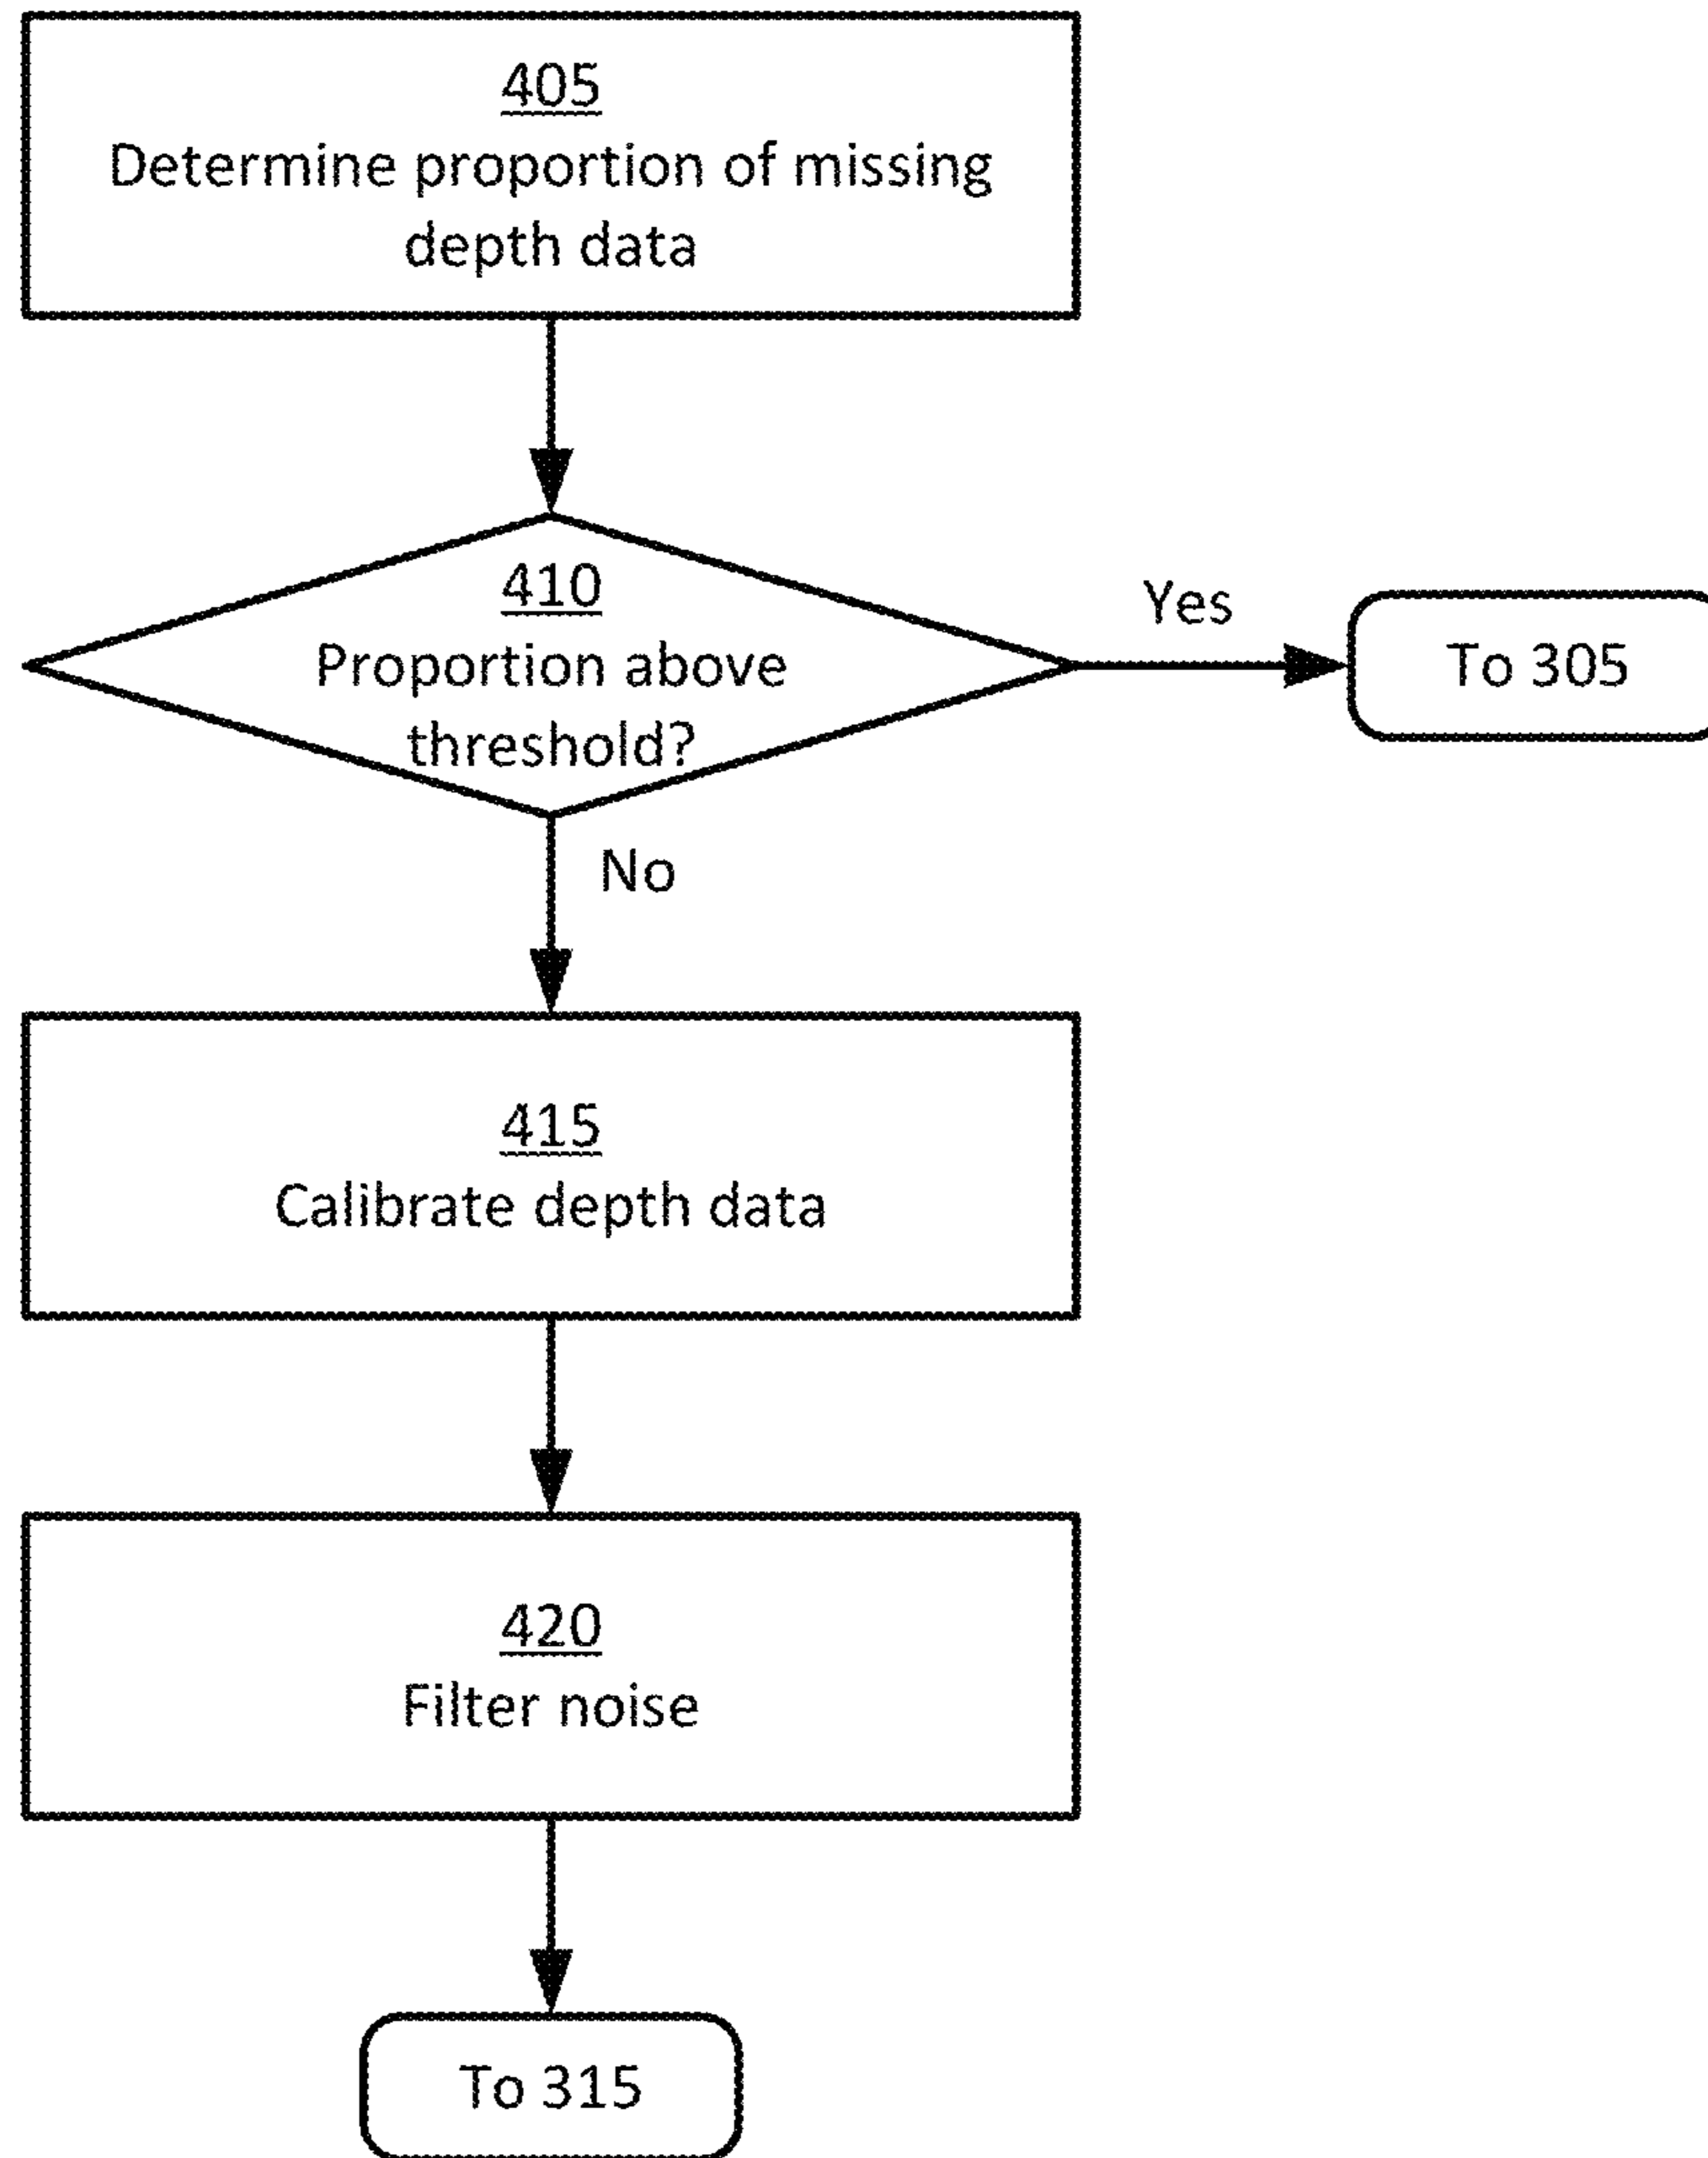 405
Determine proportion of missing
depth data
410
Proportion above
threshold?
Yes
To 305
No
415
Calibrate depth data
420
Filter noise
To 315